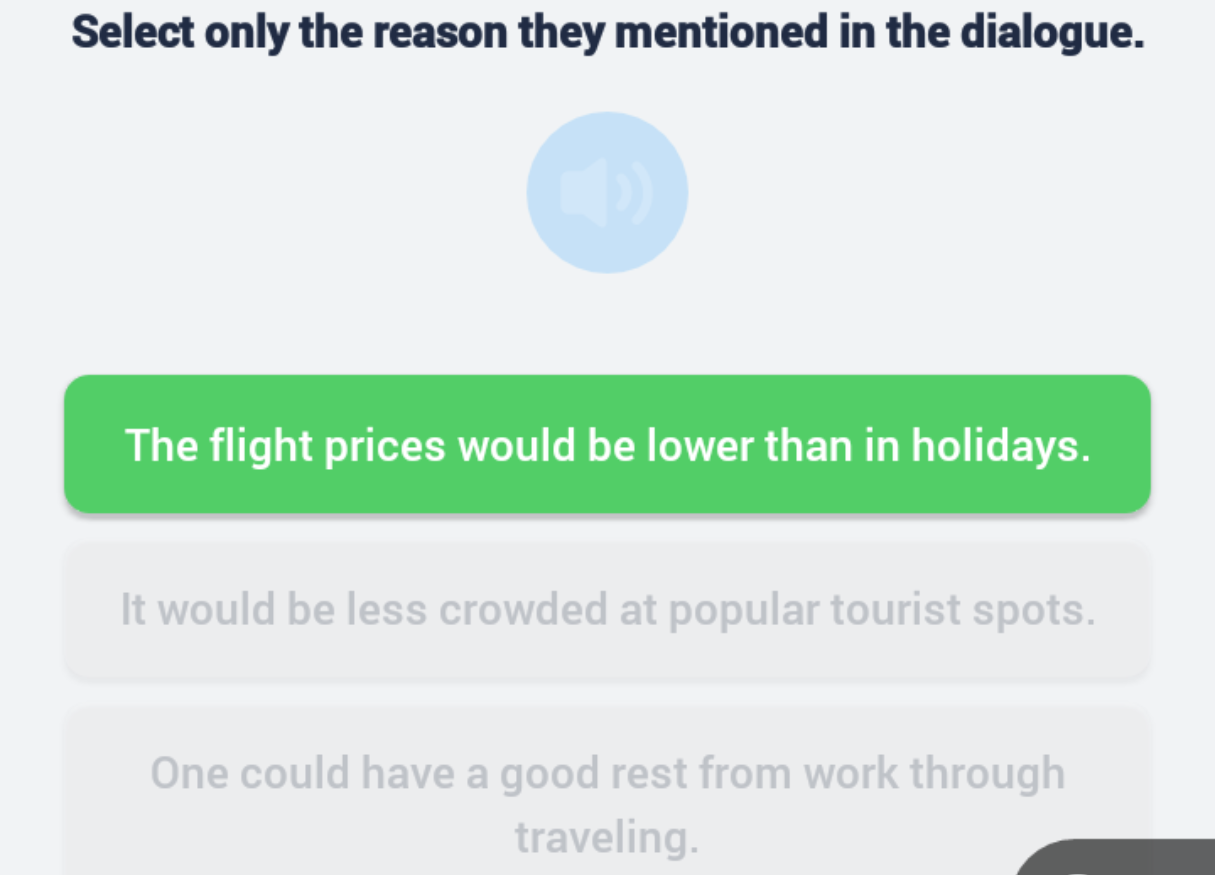 Select only the reason they mentioned in the dialogue.
The flight prices would be lower than in holidays.
It would be less crowded at popular tourist spots.
One could have a good rest from work through
traveling.